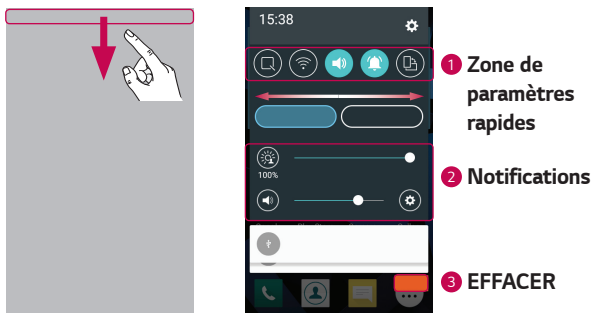 15:38
1 Zone de
paramètres
rapides
100%
2 Notifications
3 EFFACER